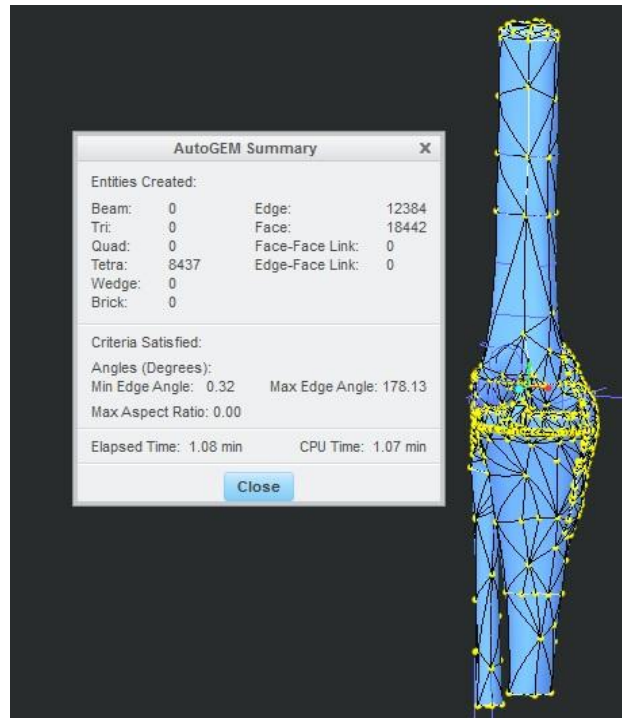 AutoGEM Summary X
Entities Created:
Beam: 0 Edge: 12384
Tri: 0 Face: 18442
Quad: 0 Face-Face Link: 0
Tetra: 8437 Edge-Face Link: 0
Wedge: 0
Brick: 0
Criteria Satisfied:
Angles (Degrees):
Min Edge Angle: 0.32 Max Edge Angle: 178.13
Max Aspect Ratio: 0.00
Elapsed Time: 1.08 min CPU Time: 1.07 min
Close